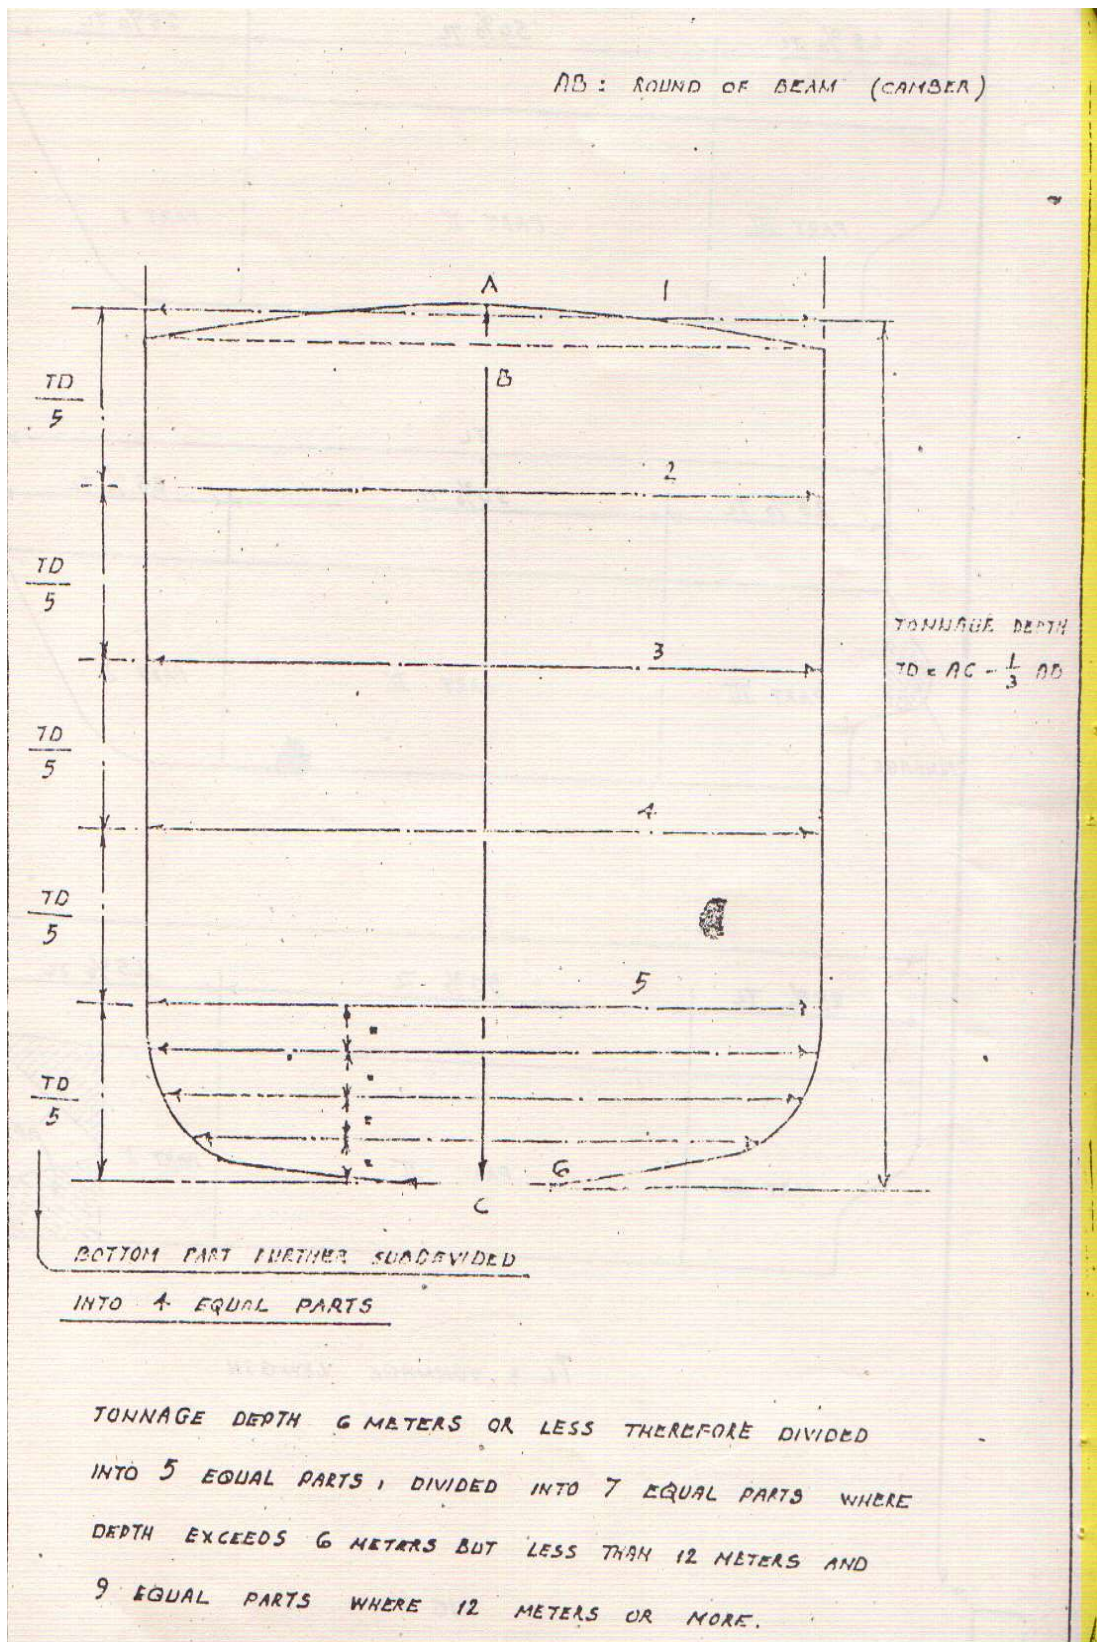 AB : ROUND OF BEAM (CAMBER)
A
1
B
TD
5
2
TD
5
3
TONNAGE DEPTH
TD = AC - 1/3 AB
TD
5
4
TD
5
5
TD
5
6
C
BOTTOM PART FURTHER SUBDEVIDED
INTO 4 EQUAL PARTS
TONNAGE DEPTH 6 METERS OR LESS THEREFORE DIVIDED
INTO 5 EQUAL PARTS, DIVIDED INTO 7 EQUAL PARTS WHERE
DEPTH EXCEEDS 6 METERS BUT LESS THAN 12 METERS AND
9 EQUAL PARTS WHERE 12 METERS OR MORE.